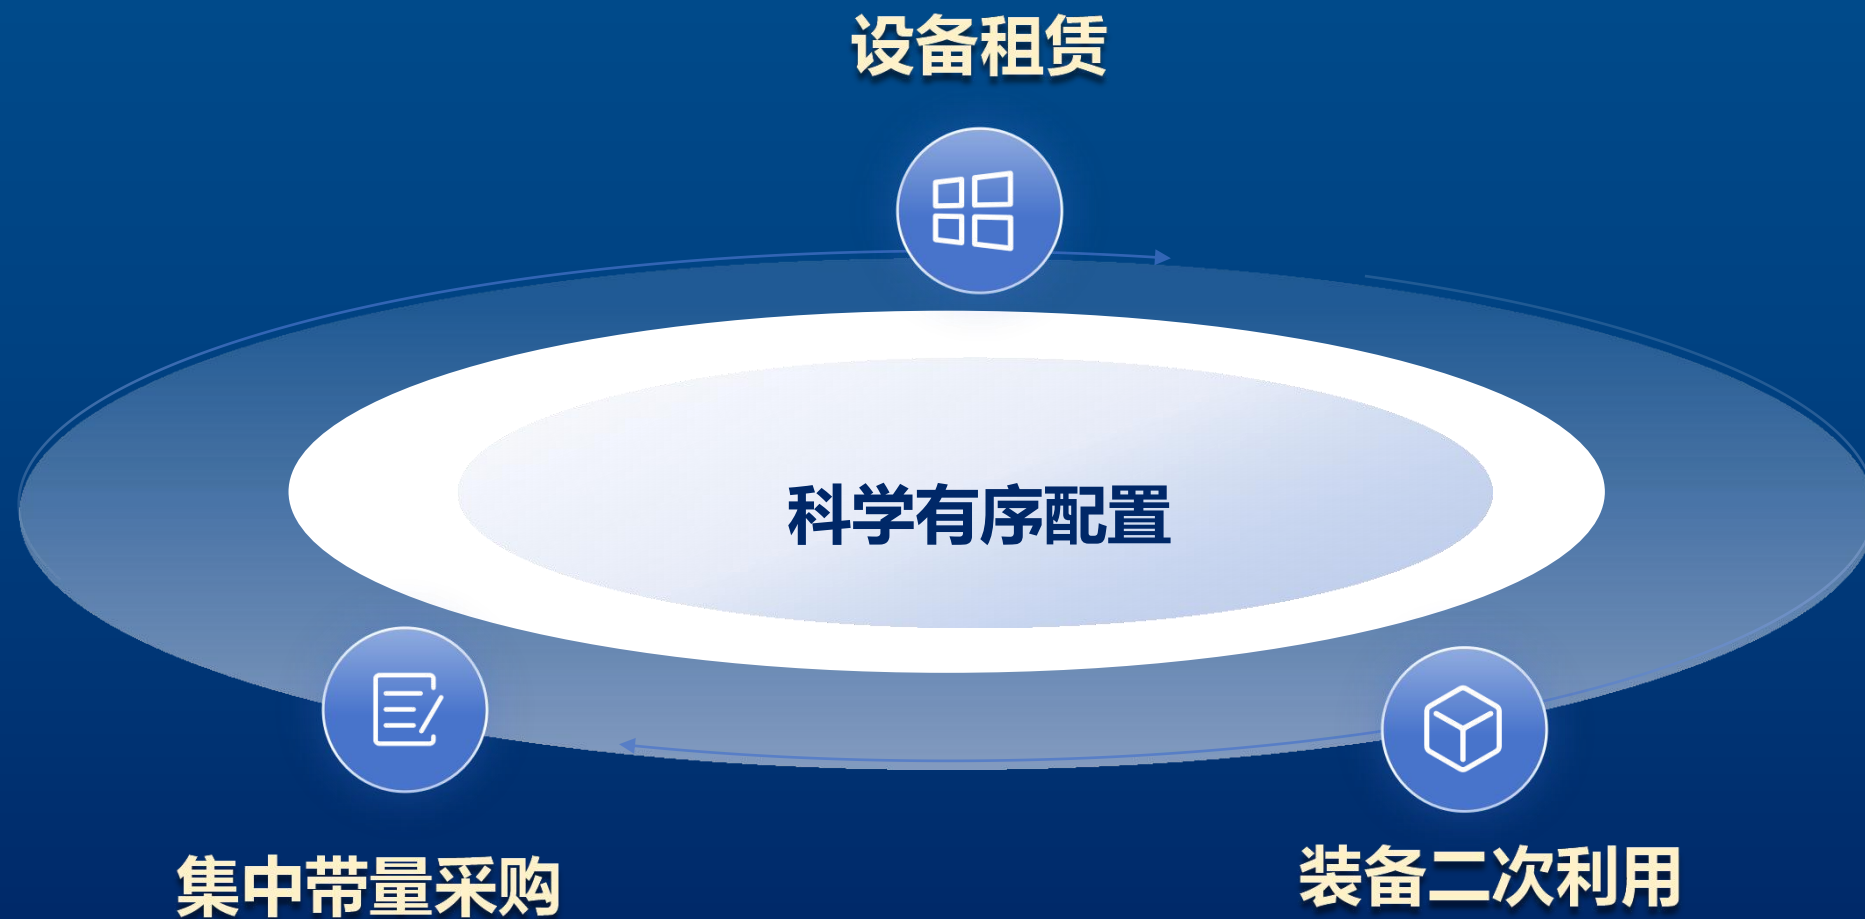 设备租赁
科学有序配置
集中带量采购
装备二次利用